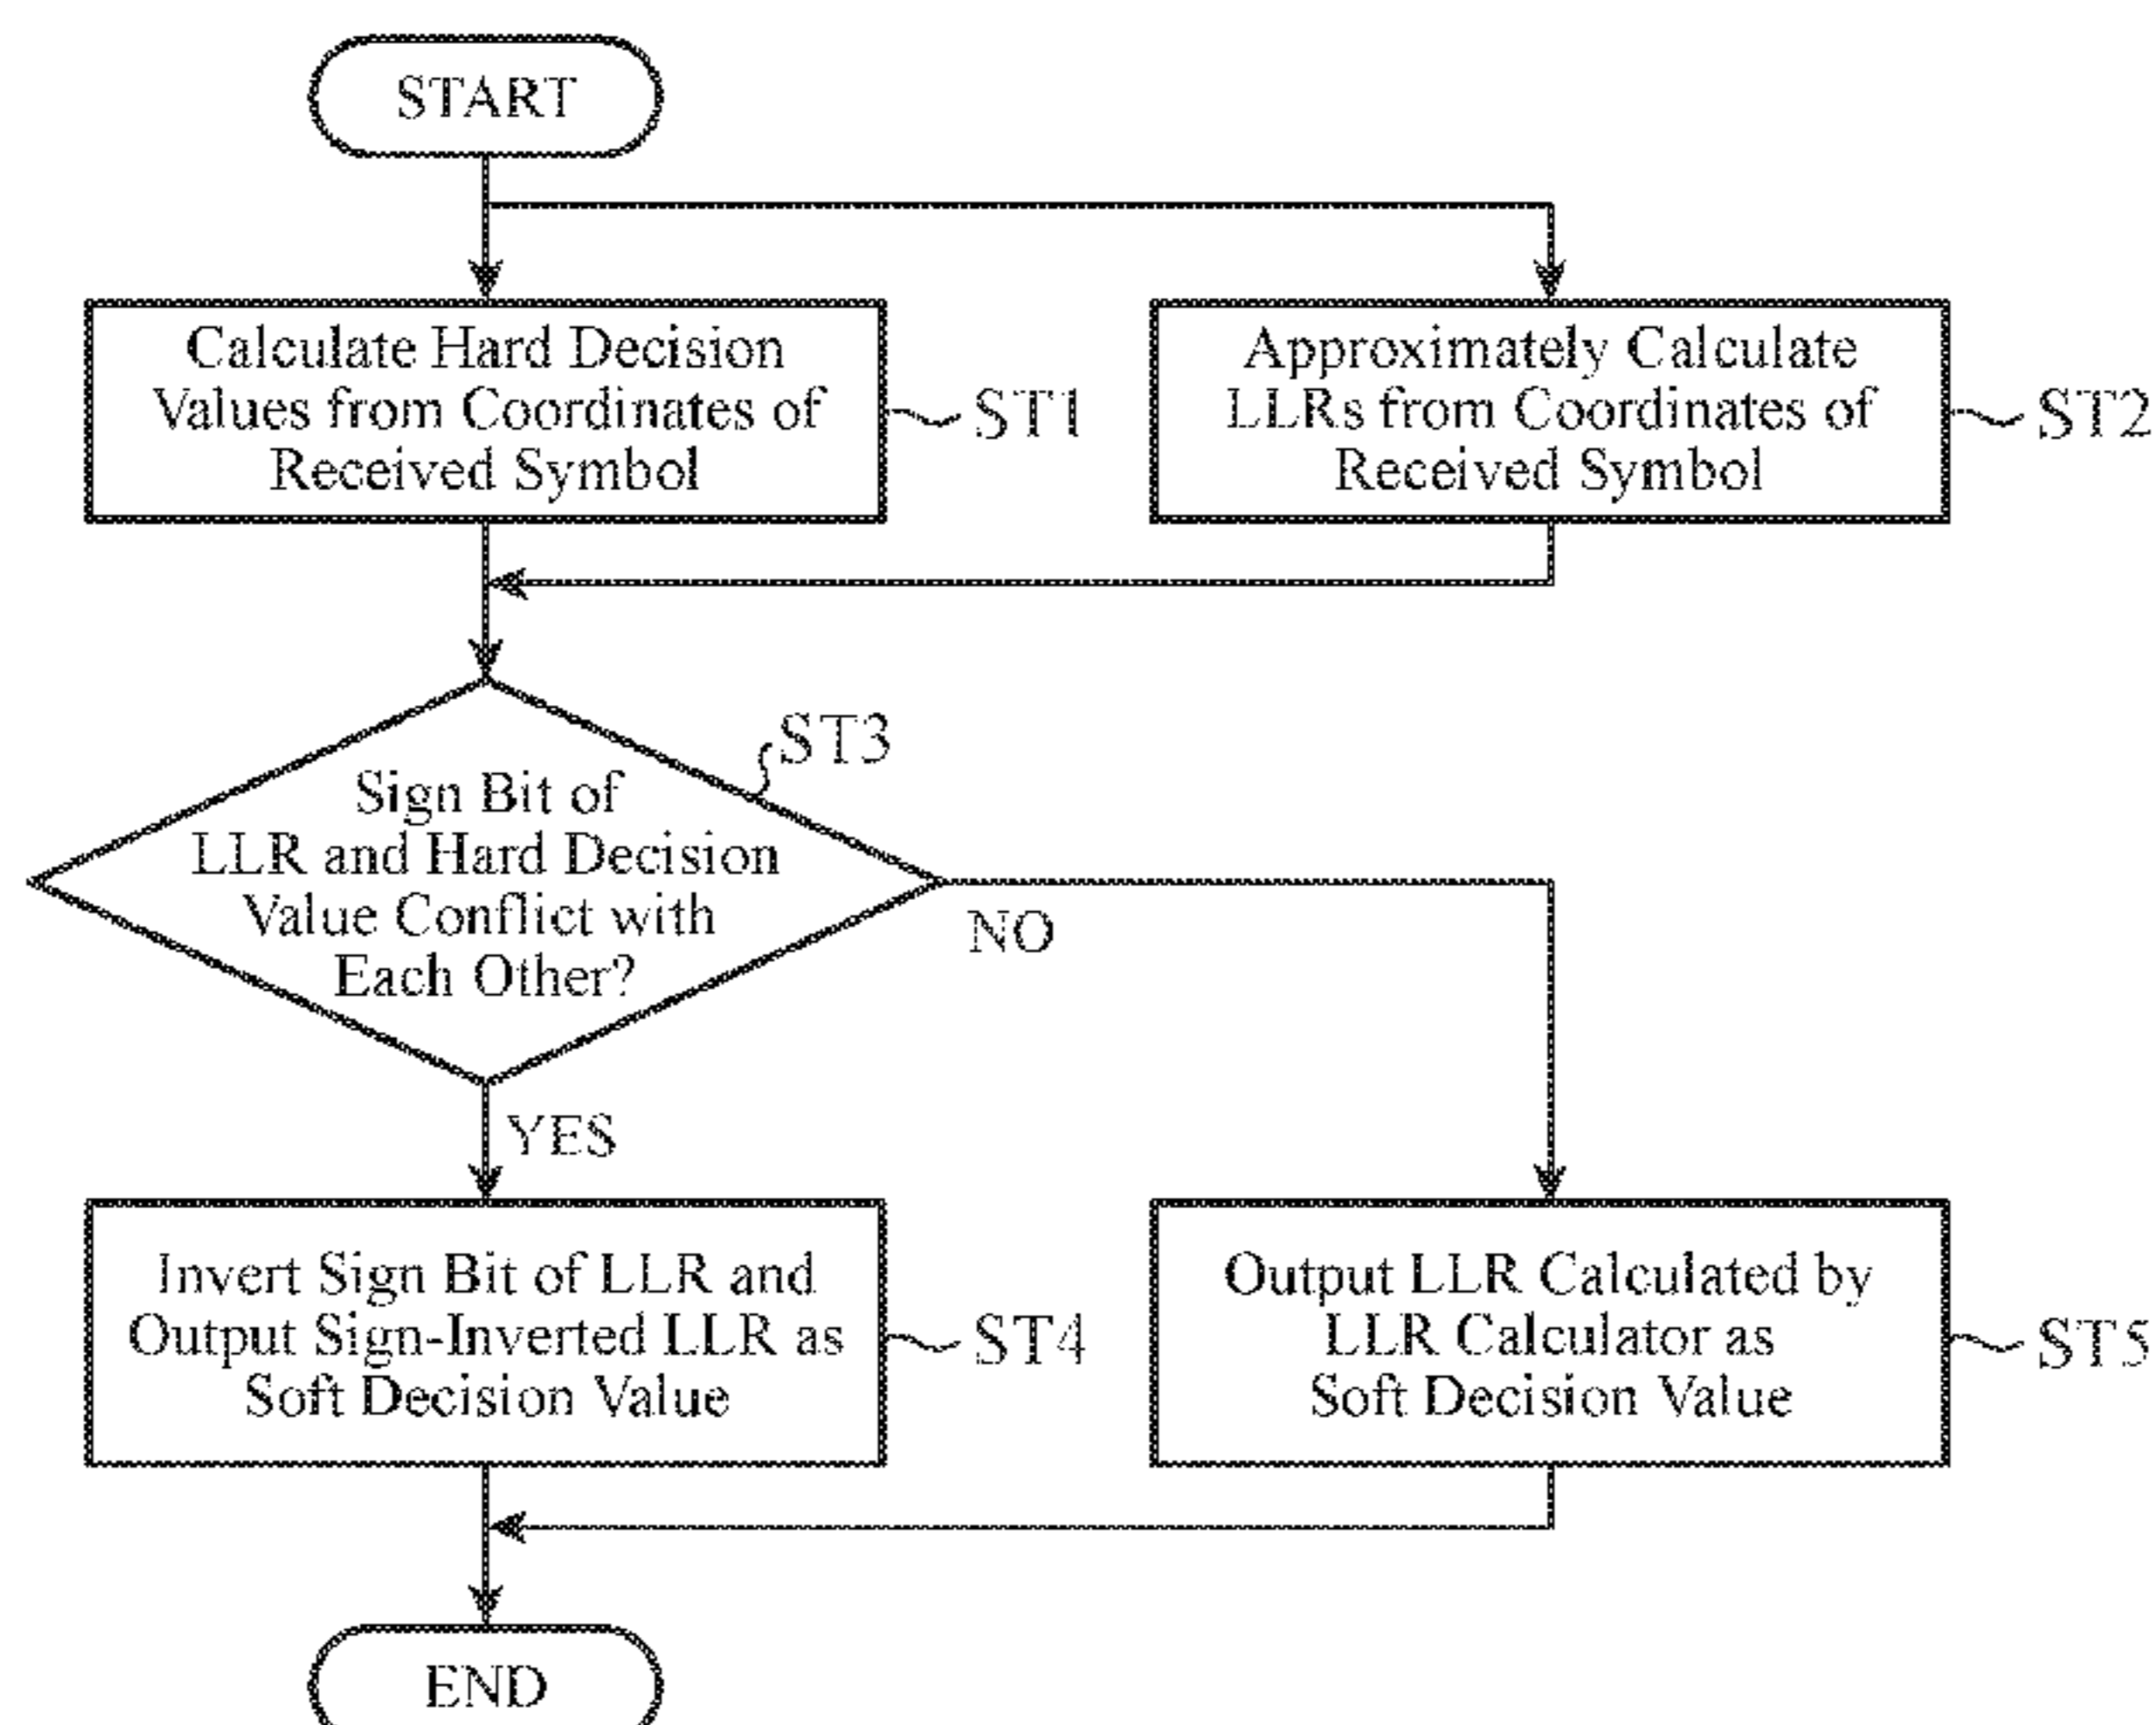 START
Calculate Hard Decision
Values from Coordinates of
Received Symbol
ST1
Approximately Calculate
LLRs from Coordinates of
Received Symbol
ST2
ST3
Sign Bit of
LLR and Hard Decision
Value Conflict with
Each Other?
NO
YES
Invert Sign Bit of LLR and
Output Sign-Inverted LLR as
Soft Decision Value
ST4
Output LLR Calculated by
LLR Calculator as
Soft Decision Value
ST5
END